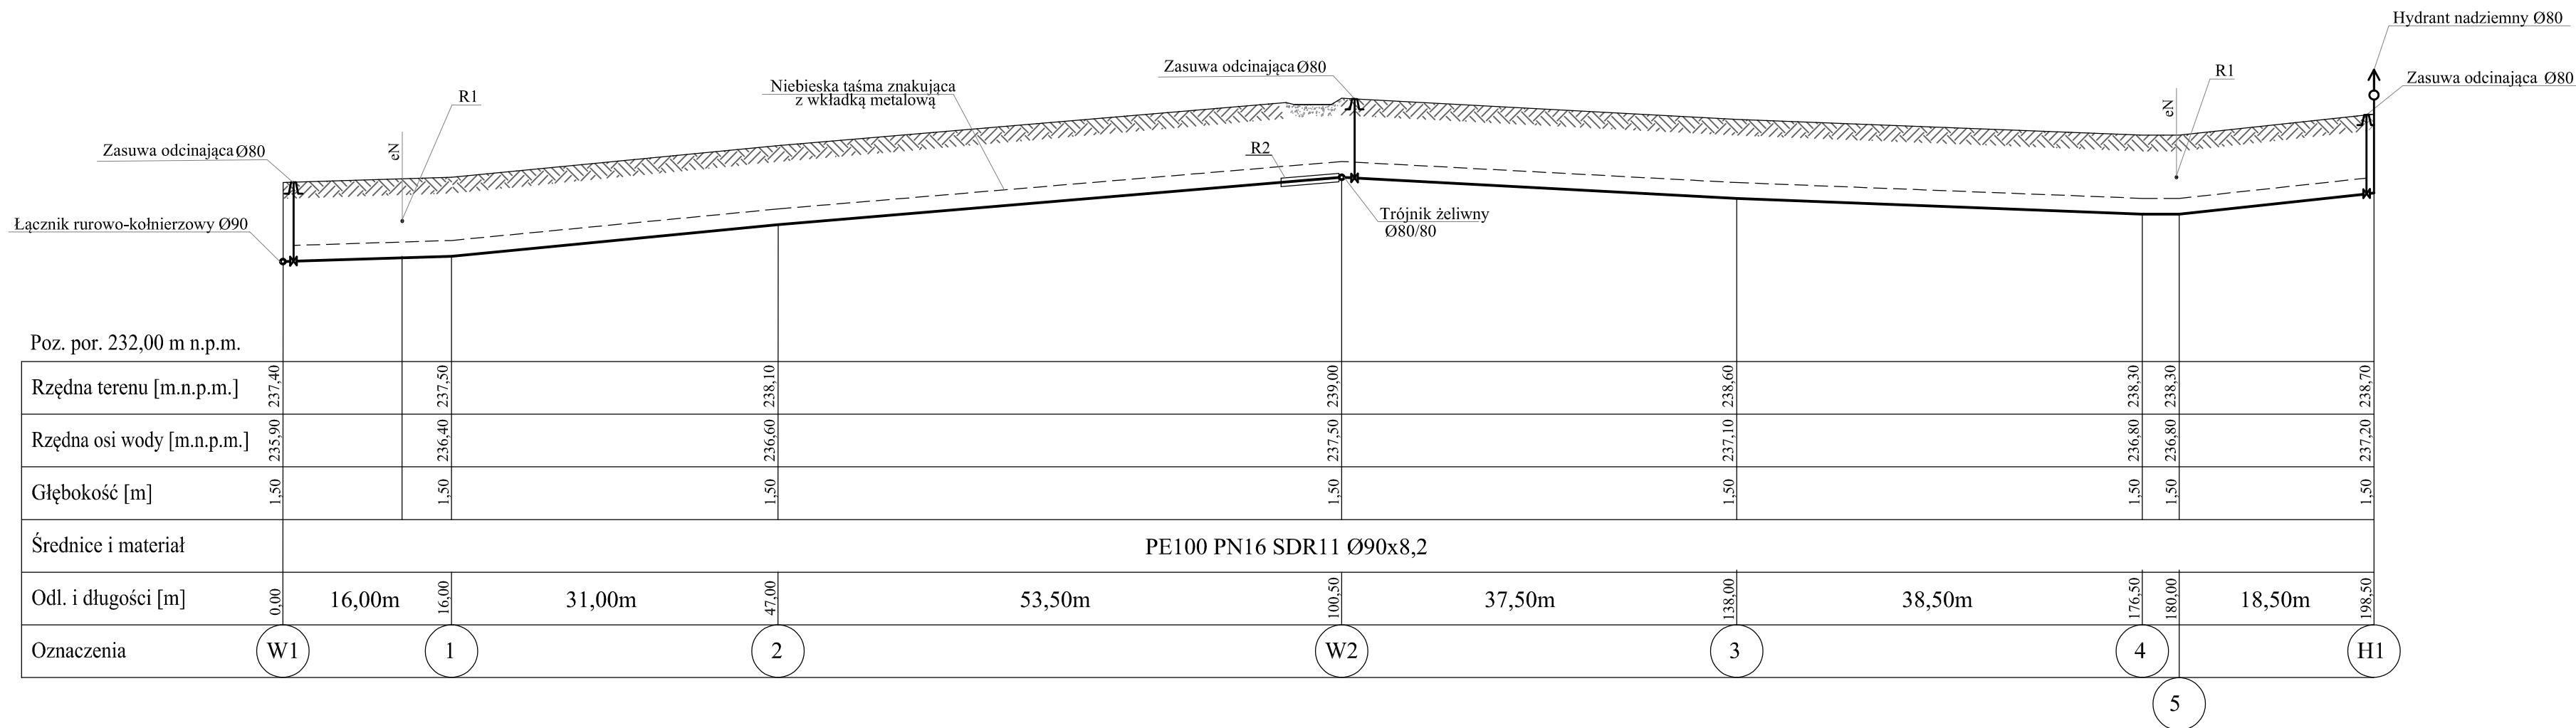 Hydrant nadziemny Ø80
Zasuwa odcinająca Ø80
Zasuwa odcinająca Ø80
R1
R1
Niebieska taśma znakująca
z wkładką metalową
eN
eN
Zasuwa odcinająca Ø80
R2
Łącznik rurowo-kołnierzowy Ø90
Trójnik żeliwny
Ø80/80
Poz. por. 232,00 m n.p.m.
Rzędna terenu [m.n.p.m.] 237,40 237,50 238,10 239,00 238,60 238,30 238,30 238,70
Rzędna osi wody [m.n.p.m.] 235,90 236,40 236,60 237,50 237,10 236,80 236,80 237,20
Głębokość [m] 1,50 1,50 1,50 1,50 1,50 1,50 1,50 1,50
Średnice i materiał PE100 PN16 SDR11 Ø90x8,2
Odl. i długości [m] 0,00 16,00m 16,00 31,00m 47,00 53,50m 100,50 37,50m 138,00 38,50m 176,50 180,00 18,50m 198,50
Oznaczenia W1 1 2 W2 3 4 H1
5